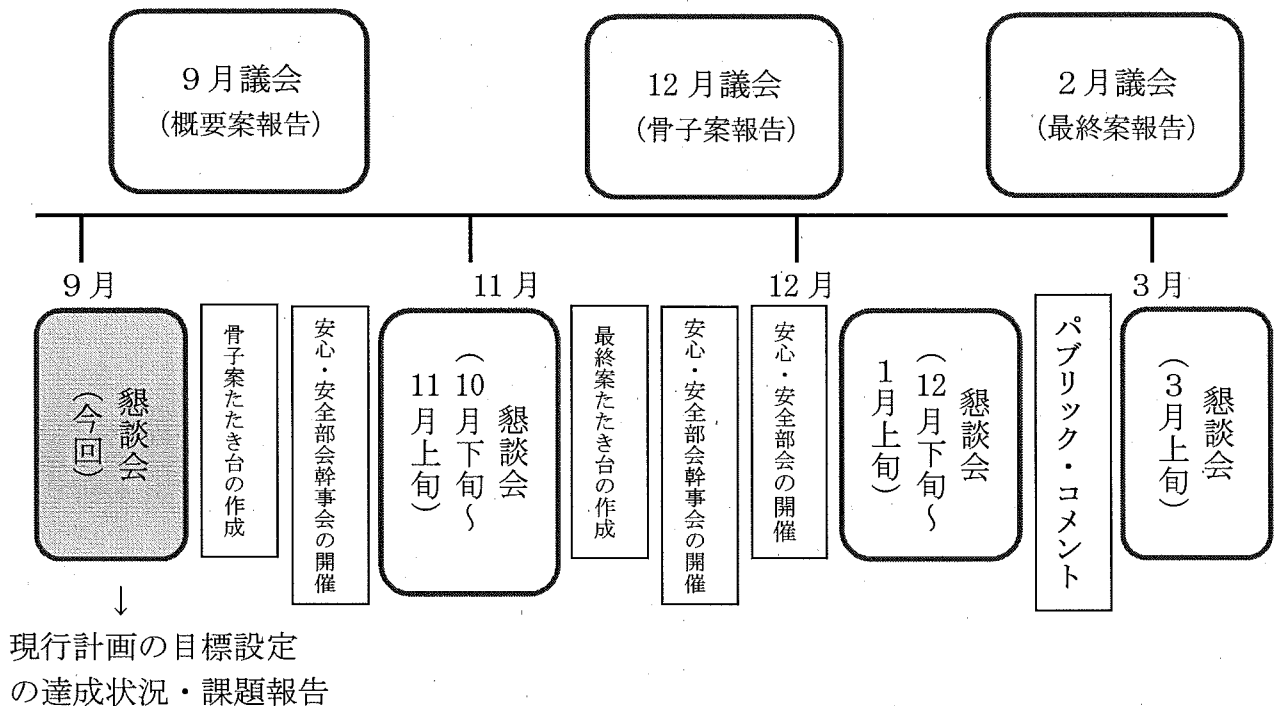 ９月議会
(概要案報告)
12月議会
(骨子案報告)
２月議会
(最終案報告)
９月
11月
12月
３月
懇談会
(今回)
骨子案たたき台の作成
安心・安全部会幹事会の開催
懇談会
(10月下旬～
11月上旬)
最終案たたき台の作成
安心・安全部会幹事会の開催
安心・安全部会の開催
懇談会
(12月下旬～
１月上旬)
パブリック・コメント
懇談会
(３月上旬)
↓
現行計画の目標設定
の達成状況・課題報告